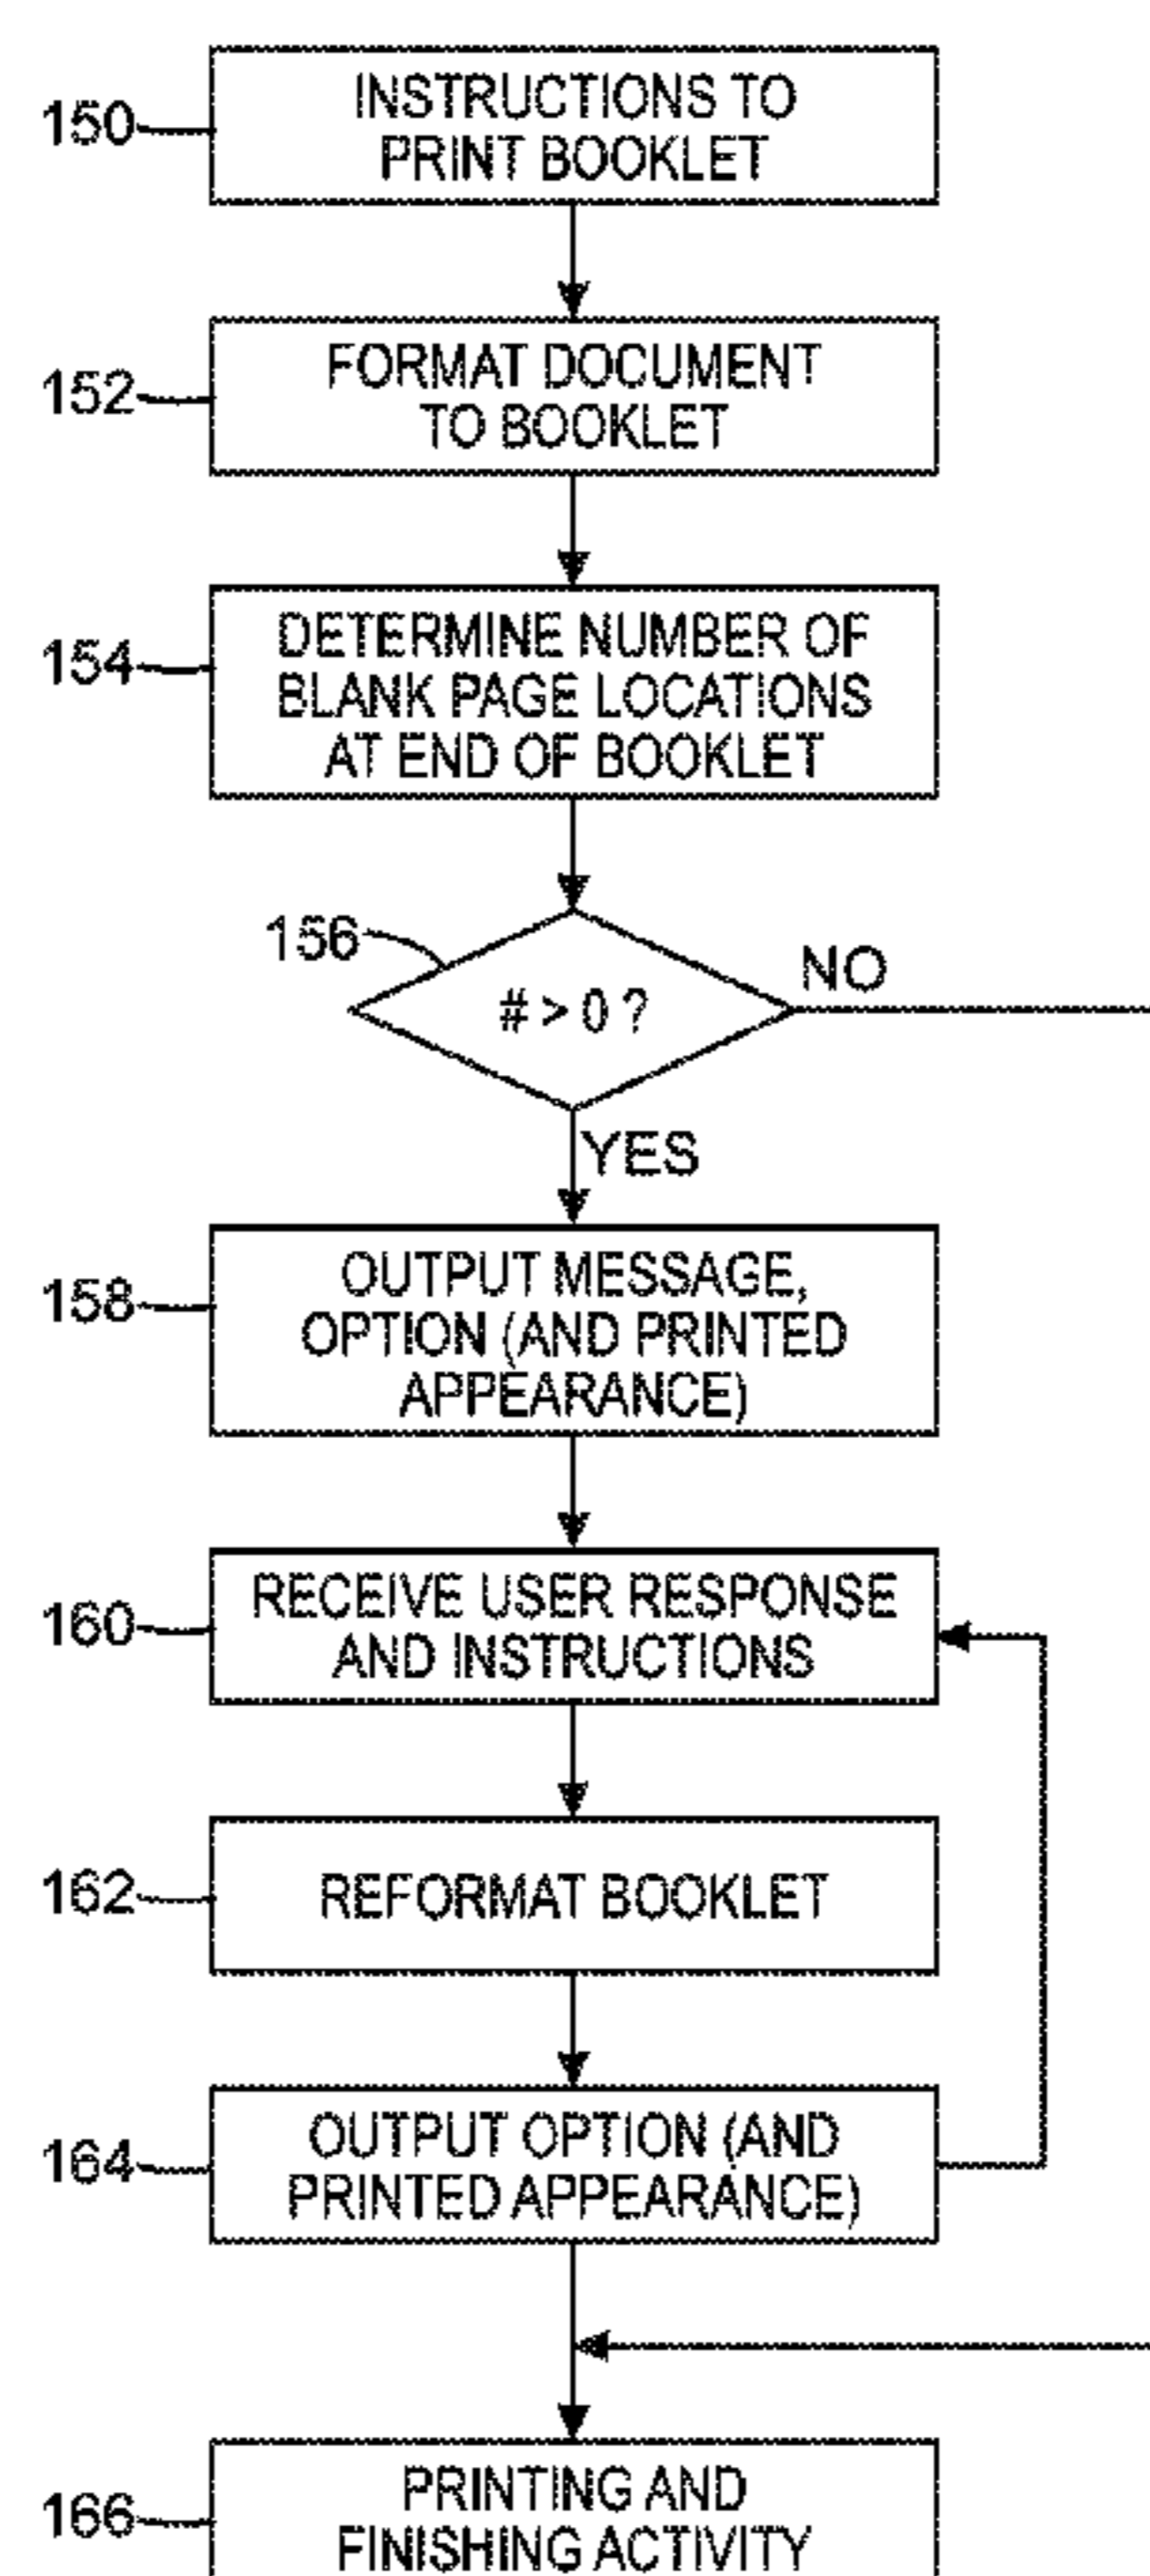 150
INSTRUCTIONS TO
PRINT BOOKLET
152
FORMAT DOCUMENT
TO BOOKLET
154
DETERMINE NUMBER OF
BLANK PAGE LOCATIONS
AT END OF BOOKLET
156
# > 0 ?
NO
YES
158
OUTPUT MESSAGE,
OPTION (AND PRINTED
APPEARANCE)
160
RECEIVE USER RESPONSE
AND INSTRUCTIONS
162
REFORMAT BOOKLET
164
OUTPUT OPTION (AND
PRINTED APPEARANCE)
166
PRINTING AND
FINISHING ACTIVITY